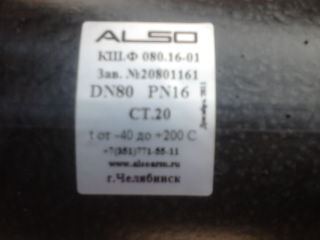 ALSO
КШ.Ф 080.16-01
Зав. №20801161
DN80 PN16
СТ.20
t от -40 до +200 С
+7(351)771-55-11
www.alsoarm.ru
г.Челябинск
Декабрь